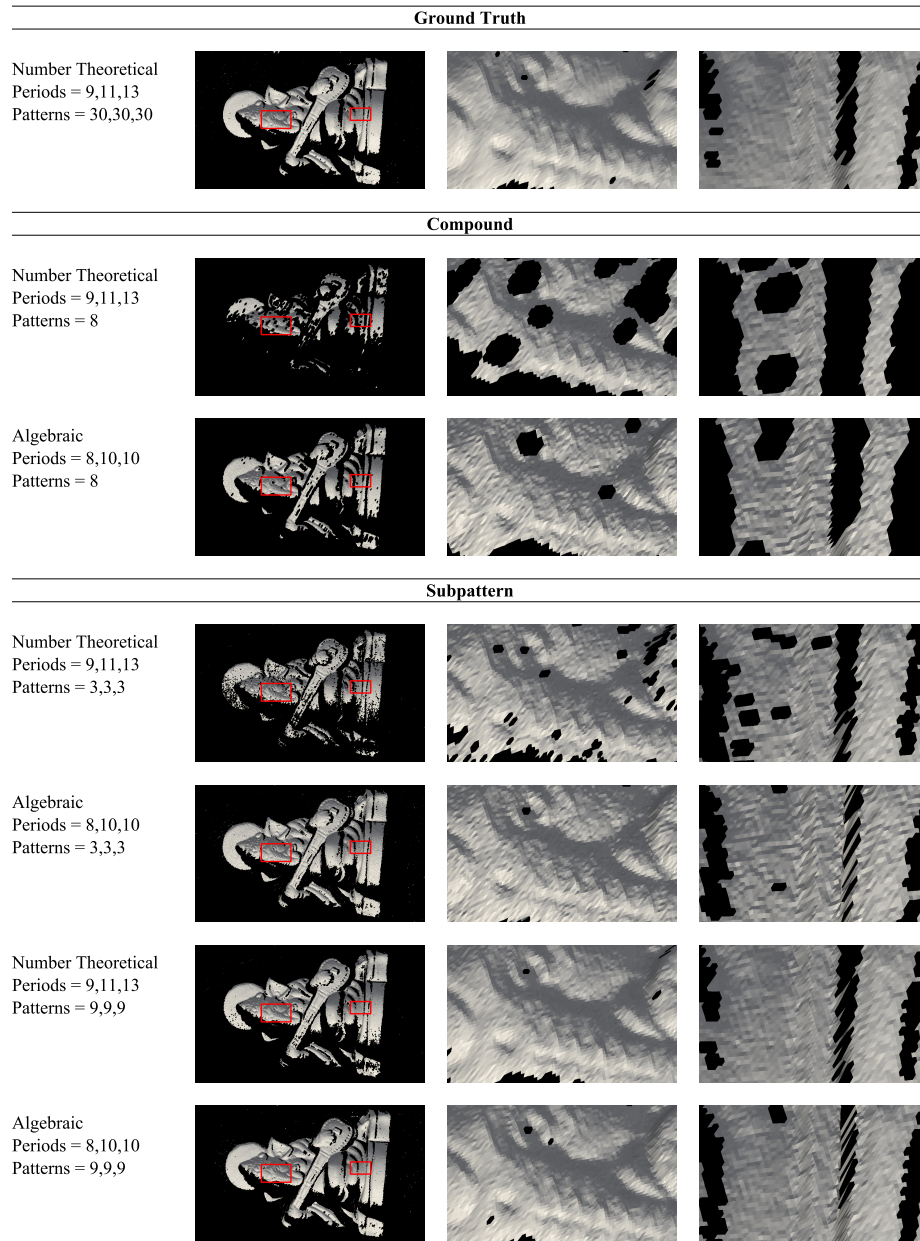 Ground Truth
Number Theoretical
Periods = 9,11,13
Patterns = 30,30,30
Compound
Number Theoretical
Periods = 9,11,13
Patterns = 8
Algebraic
Periods = 8,10,10
Patterns = 8
Subpattern
Number Theoretical
Periods = 9,11,13
Patterns = 3,3,3
Algebraic
Periods = 8,10,10
Patterns = 3,3,3
Number Theoretical
Periods = 9,11,13
Patterns = 9,9,9
Algebraic
Periods = 8,10,10
Patterns = 9,9,9